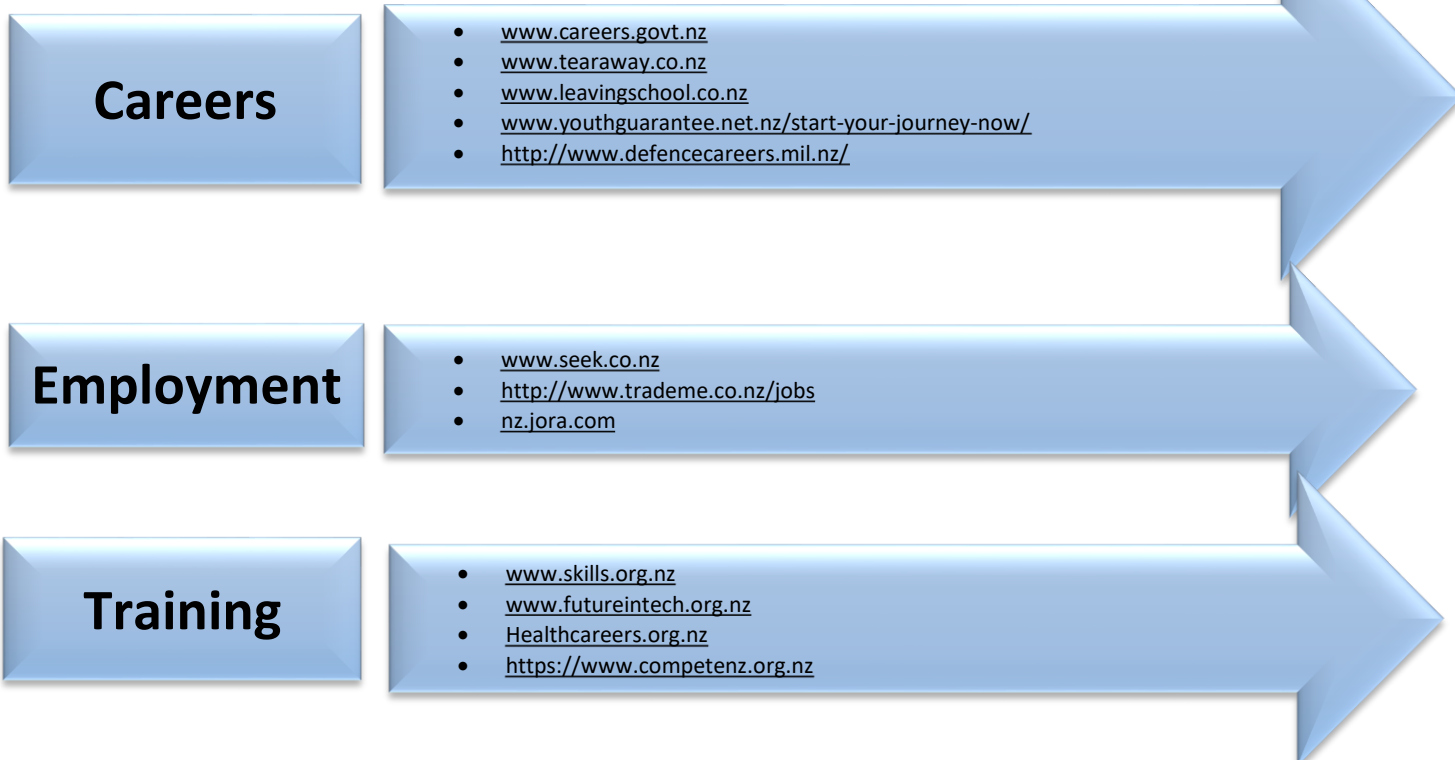 Careers
• www.careers.govt.nz
• www.tearaway.co.nz
• www.leavingschool.co.nz
• www.youthguarantee.net.nz/start-your-journey-now/
• http://www.defencecareers.mil.nz/
Employment
• www.seek.co.nz
• http://www.trademe.co.nz/jobs
• nz.jora.com
Training
• www.skills.org.nz
• www.futureintech.org.nz
• Healthcareers.org.nz
• https://www.competenz.org.nz